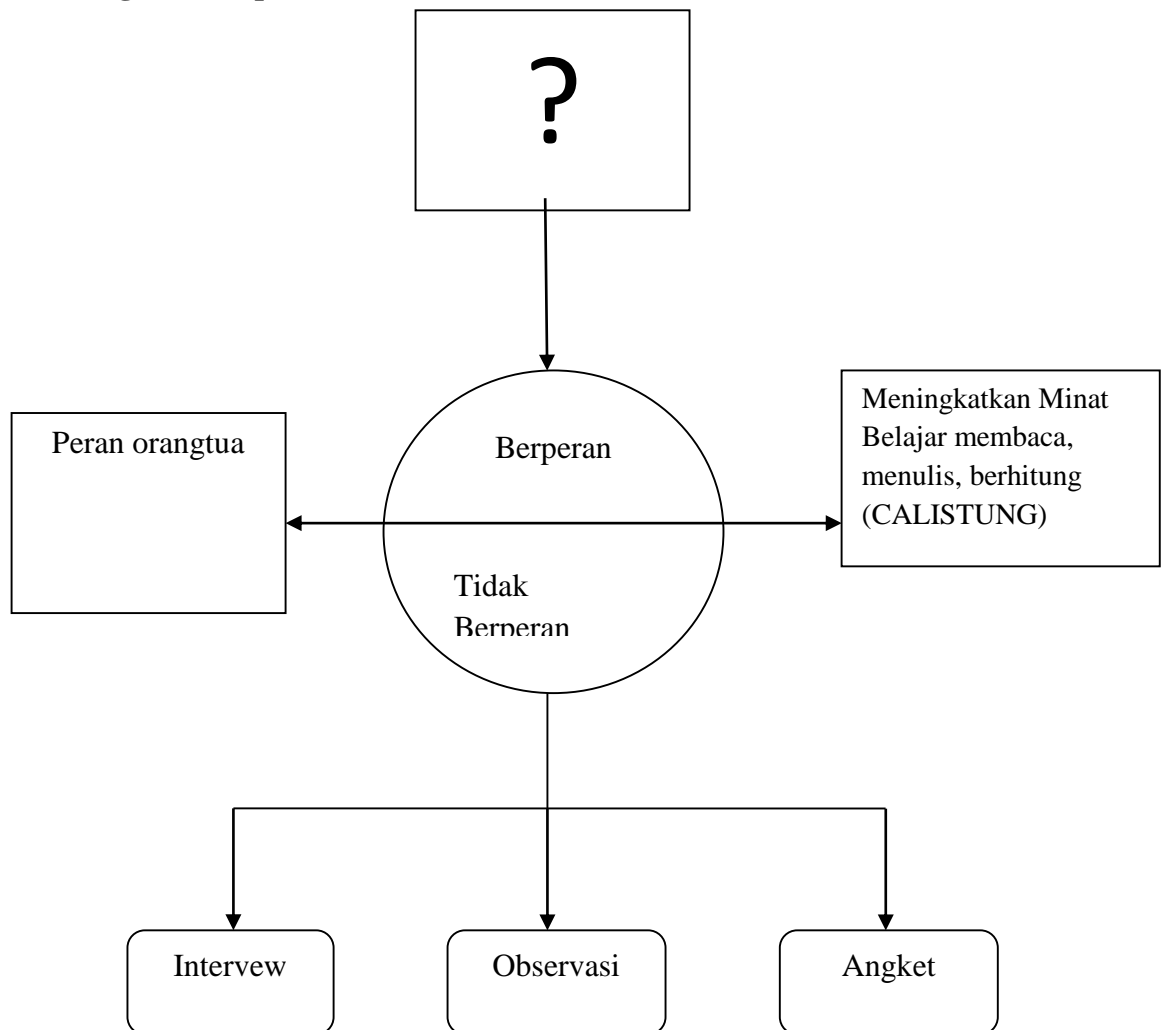 ?
Berperan
Peran orangtua
Meningkatkan Minat
Belajar membaca,
menulis, berhitung
(CALISTUNG)
Tidak
Berperan
Intervew
Observasi
Angket